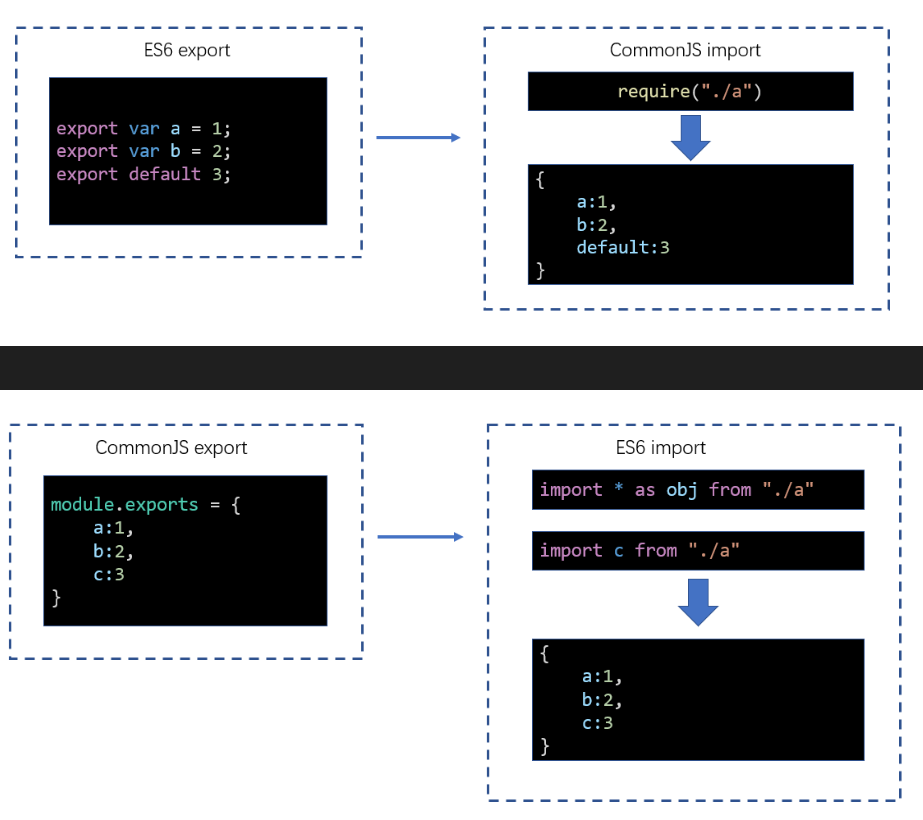 ES6 export
export var a = 1;
export var b = 2;
export default 3;
CommonJS import
require("./a")
{
a:1,
b:2,
default:3
}
CommonJS export
module.exports = {
a:1,
b:2,
c:3
}
ES6 import
import * as obj from "./a"
import c from "./a"
{
a:1,
b:2,
c:3
}